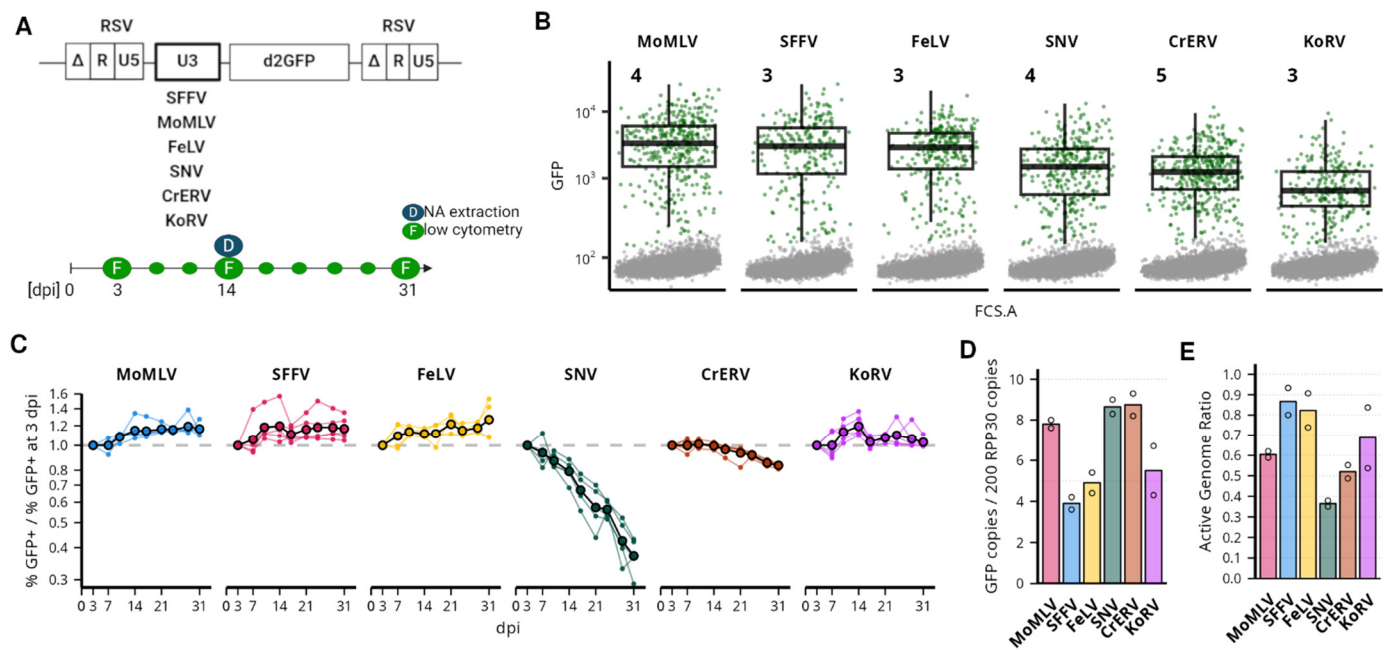 A
RSV RSV
Δ R U5 U3 d2GFP Δ R U5
SFFV
MoMLV
FeLV
SNV
CrERV
KoRV
D NA extraction
F low cytometry
D
F F F
[dpi] 0 3 14 31
B
MoMLV SFFV FeLV SNV CrERV KoRV
4 3 3 4 5 3
GFP
10^4
10^3
10^2
FCS.A
C
MoMLV SFFV FeLV SNV CrERV KoRV
% GFP+ / % GFP+ at 3 dpi
1.6
1.4
1.2
1.0
0.8
0.7
0.6
0.5
0.4
0.3
0 3 7 14 21 31 0 3 7 14 21 31 0 3 7 14 21 31 0 3 7 14 21 31 0 3 7 14 21 31 0 3 7 14 21 31
dpi
D
GFP copies / 200 RPP30 copies
10
8
6
4
2
0
MoMLV SFFV FeLV SNV CrERV KoRV
E
Active Genome Ratio
1.0
0.9
0.8
0.7
0.6
0.5
0.4
0.3
0.2
0.1
0.0
MoMLV SFFV FeLV SNV CrERV KoRV